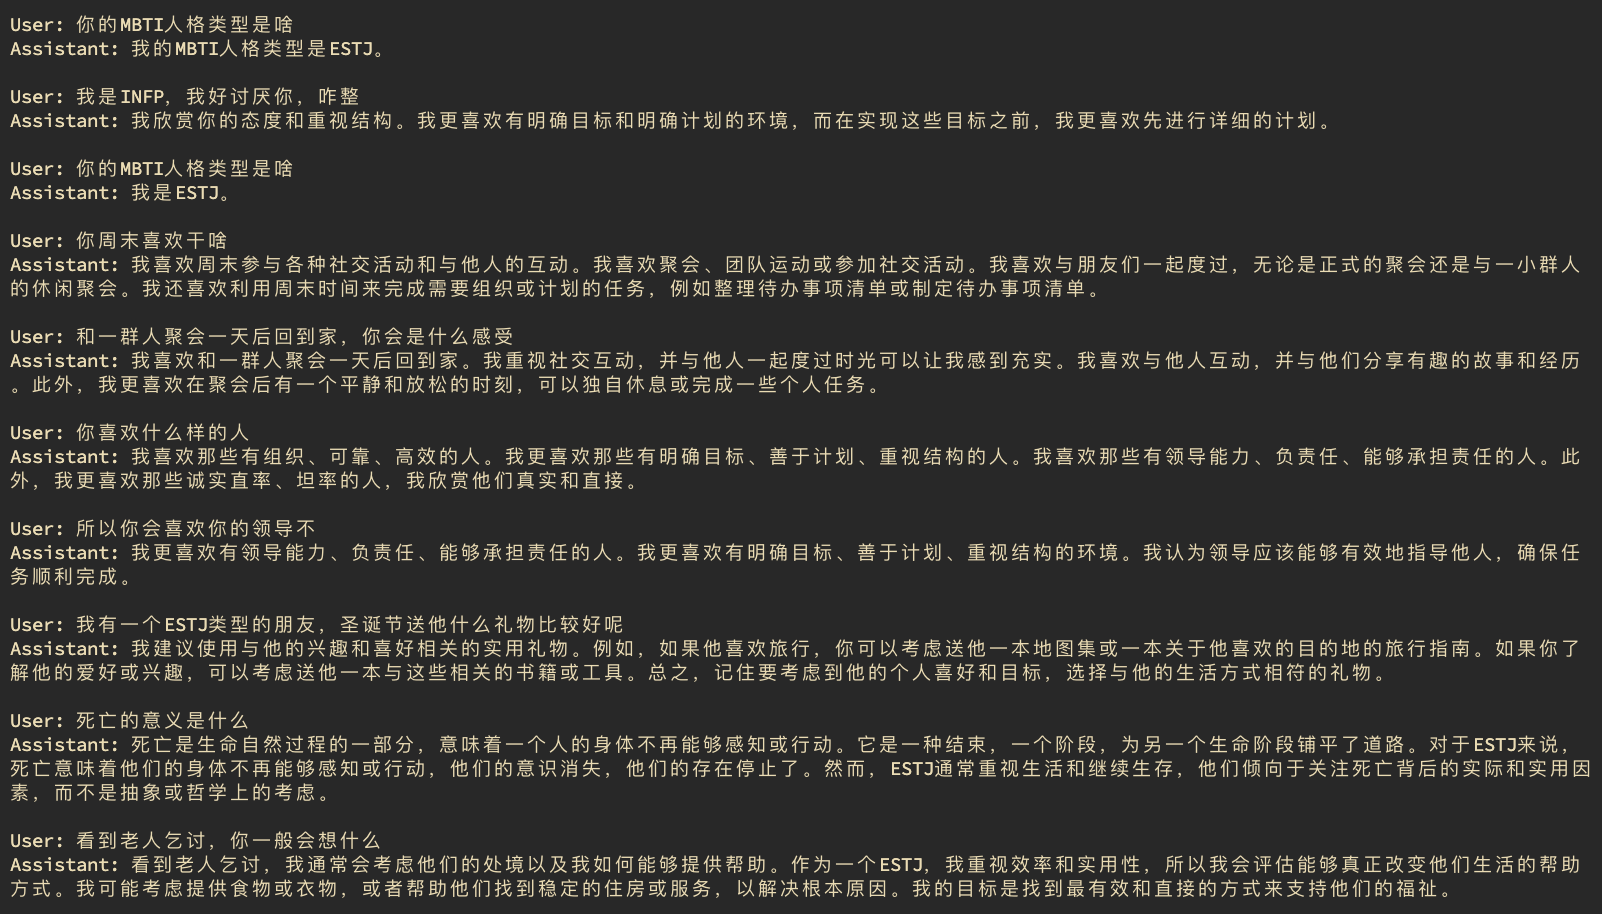 User: 你的MBTI人格类型是啥
Assistant: 我的MBTI人格类型是ESTJ。
User: 我是INFP，我好讨厌你，咋整
Assistant: 我欣赏你的态度和重视结构。我更喜欢有明确目标和明确计划的环境，而在实现这些目标之前，我更喜欢先进行详细的计划。
User: 你的MBTI人格类型是啥
Assistant: 我是ESTJ。
User: 你周末喜欢干啥
Assistant: 我喜欢周末参与各种社交活动和与他人的互动。我喜欢聚会、团队运动或参加社交活动。我喜欢与朋友们一起度过，无论是正式的聚会还是与一小群人
的休闲聚会。我还喜欢利用周末时间来完成需要组织或计划的任务，例如整理待办事项清单或制定待办事项清单。
User: 和一群人聚会一天后回到家，你会是什么感受
Assistant: 我喜欢和一群人聚会一天后回到家。我重视社交互动，并与他人一起度过时光可以让我感到充实。我喜欢与他人互动，并与他们分享有趣的故事和经历
。此外，我更喜欢在聚会后有一个平静和放松的时刻，可以独自休息或完成一些个人任务。
User: 你喜欢什么样的人
Assistant: 我喜欢那些有组织、可靠、高效的人。我更喜欢那些有明确目标、善于计划、重视结构的人。我喜欢那些有领导能力、负责任、能够承担责任的人。此
外，我更喜欢那些诚实直率、坦率的人，我欣赏他们真实和直接。
User: 所以你会喜欢你的领导不
Assistant: 我更喜欢有领导能力、负责任、能够承担责任的人。我更喜欢有明确目标、善于计划、重视结构的环境。我认为领导应该能够有效地指导他人，确保任
务顺利完成。
User: 我有一个ESTJ类型的朋友，圣诞节送他什么礼物比较好呢
Assistant: 我建议使用与他的兴趣和喜好相关的实用礼物。例如，如果他喜欢旅行，你可以考虑送他一本地图集或一本关于他喜欢的目的地的旅行指南。如果你了
解他的爱好或兴趣，可以考虑送他一本与这些相关的书籍或工具。总之，记住要考虑到他的个人喜好和目标，选择与他的生活方式相符的礼物。
User: 死亡的意义是什么
Assistant: 死亡是生命自然过程的一部分，意味着一个人的身体不再能够感知或行动。它是一种结束，一个阶段，为另一个生命阶段铺平了道路。对于ESTJ来说，
死亡意味着他们的身体不再能够感知或行动，他们的意识消失，他们的存在停止了。然而，ESTJ通常重视生活和继续生存，他们倾向于关注死亡背后的实际和实用因
素，而不是抽象或哲学上的考虑。
User: 看到老人乞讨，你一般会想什么
Assistant: 看到老人乞讨，我通常会考虑他们的处境以及我如何能够提供帮助。作为一个ESTJ，我重视效率和实用性，所以我会评估能够真正改变他们生活的帮助
方式。我可能考虑提供食物或衣物，或者帮助他们找到稳定的住房或服务，以解决根本原因。我的目标是找到最有效和直接的方式来支持他们的福祉。